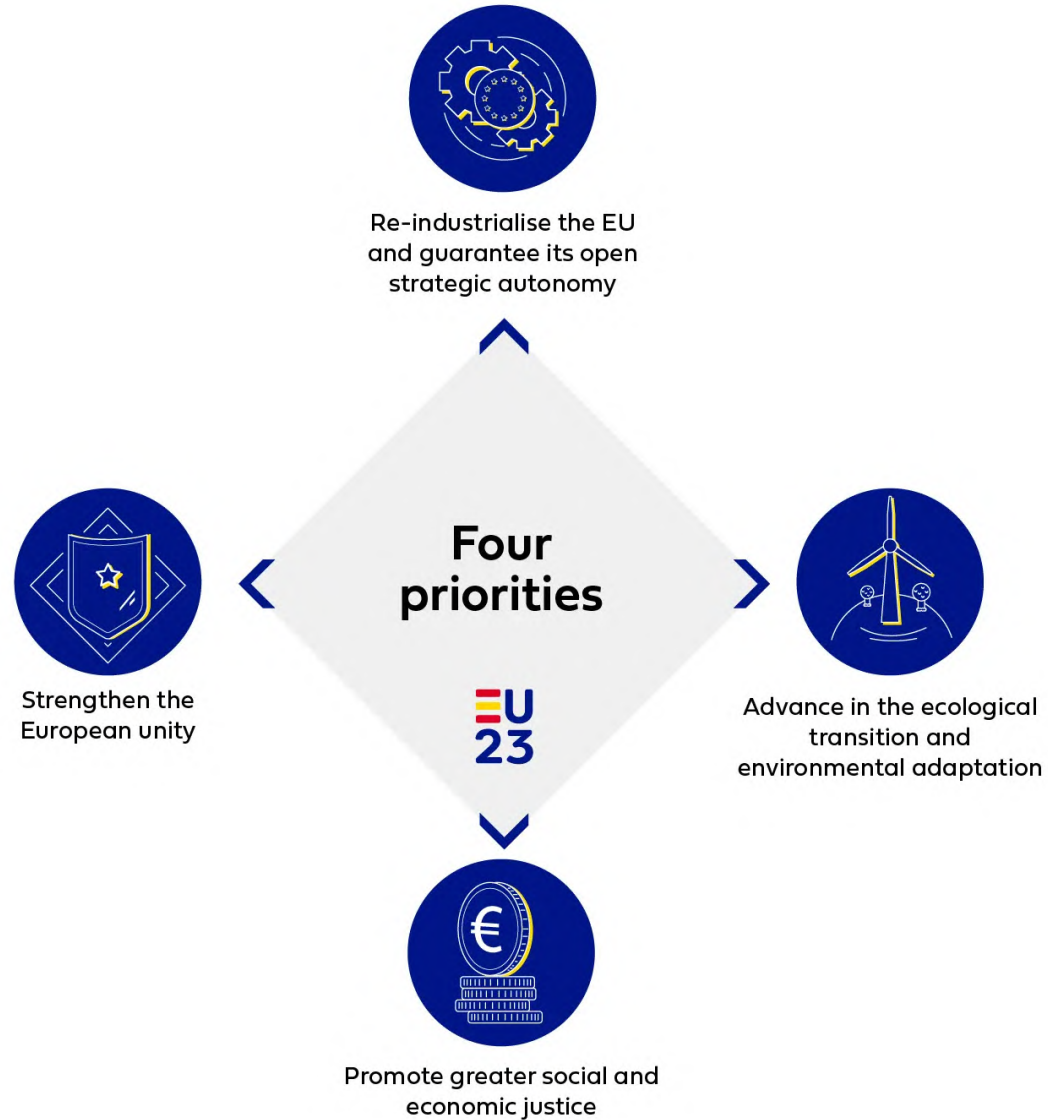 Re-industrialise the EU
and guarantee its open
strategic autonomy
Four
priorities
EU
23
Strengthen the
European unity
Advance in the ecological
transition and
environmental adaptation
€
Promote greater social and
economic justice